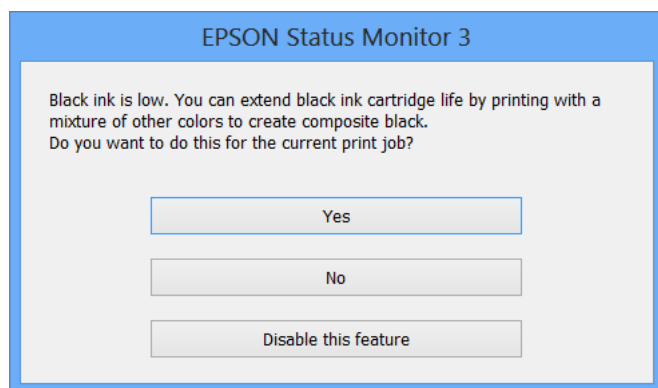 EPSON Status Monitor 3
Black ink is low. You can extend black ink cartridge life by printing with a
mixture of other colors to create composite black.
Do you want to do this for the current print job?
Yes
No
Disable this feature